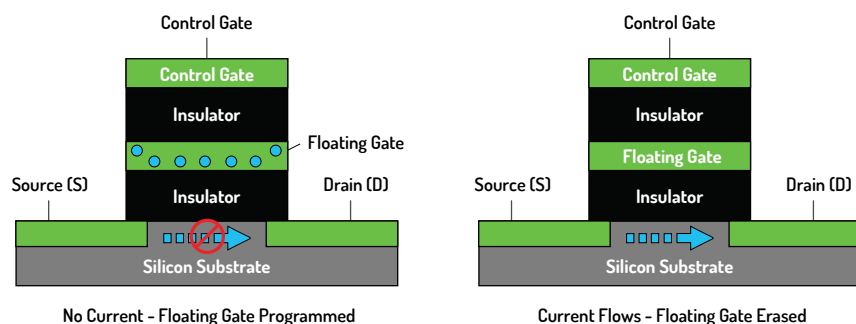 Control Gate
Control Gate
Insulator
Floating Gate
Source (S)
Insulator
Drain (D)
Silicon Substrate
No Current - Floating Gate Programmed
Control Gate
Control Gate
Insulator
Floating Gate
Source (S)
Insulator
Drain (D)
Silicon Substrate
Current Flows - Floating Gate Erased